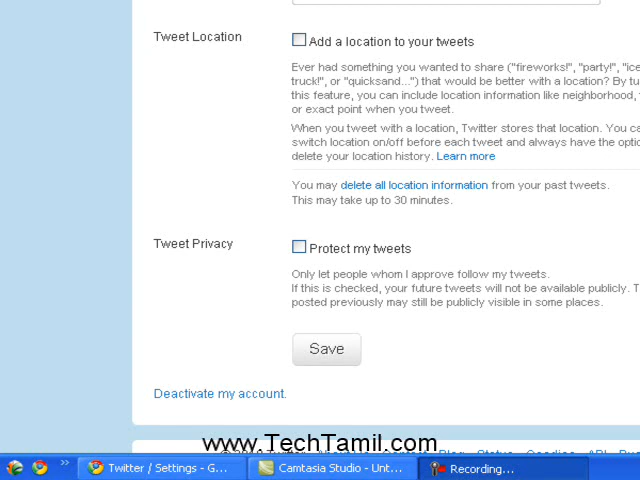 Tweet Location
Add a location to your tweets
Ever had something you wanted to share ("fireworks!", "party!", "ice
truck!", or "quicksand...") that would be better with a location? By tu
this feature, you can include location information like neighborhood,
or exact point when you tweet.
When you tweet with a location, Twitter stores that location. You ca
switch location on/off before each tweet and always have the optio
delete your location history. Learn more
You may delete all location information from your past tweets.
This may take up to 30 minutes.
Tweet Privacy
Protect my tweets
Only let people whom I approve follow my tweets.
If this is checked, your future tweets will not be available publicly. T
posted previously may still be publicly visible in some places.
Save
Deactivate my account.
www.TechTamil.com
Twitter / Settings - G...
Camtasia Studio - Unt...
Recording...